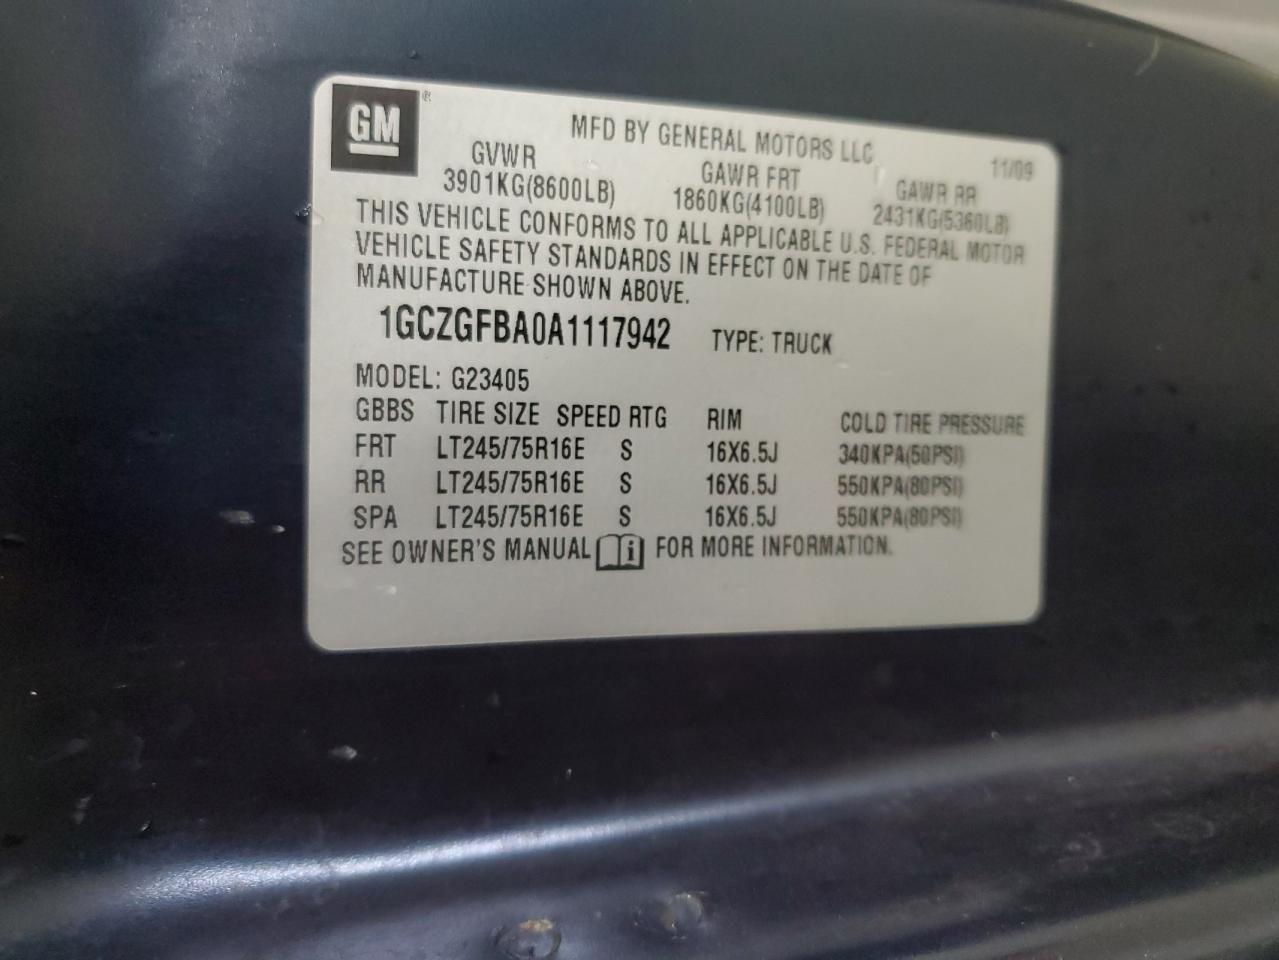 GM®
MFD BY GENERAL MOTORS LLC 11/09
GVWR GAWR FRT GAWR RR
3901KG(8600LB) 1860KG(4100LB) 2431KG(5360LB)
THIS VEHICLE CONFORMS TO ALL APPLICABLE U.S. FEDERAL MOTOR
VEHICLE SAFETY STANDARDS IN EFFECT ON THE DATE OF
MANUFACTURE SHOWN ABOVE.
1GCZGFBA0A1117942 TYPE: TRUCK
MODEL: G23405
GBBS TIRE SIZE SPEED RTG RIM COLD TIRE PRESSURE
FRT LT245/75R16E S 16X6.5J 340KPA(50PSI)
RR LT245/75R16E S 16X6.5J 550KPA(80PSI)
SPA LT245/75R16E S 16X6.5J 550KPA(80PSI)
SEE OWNER'S MANUAL i FOR MORE INFORMATION.